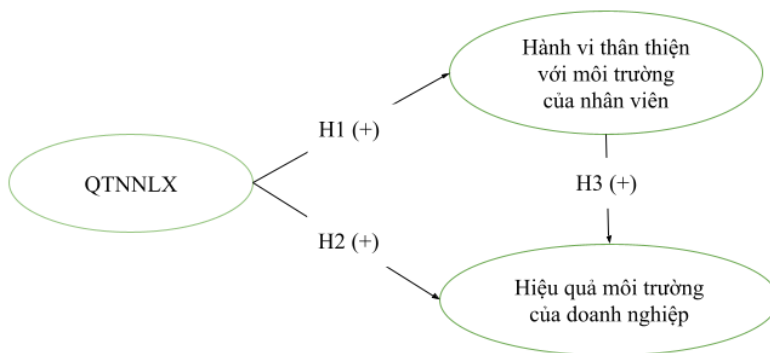 Hành vi thân thiện
với môi trường
của nhân viên
H1 (+)
QTNNLX
H3 (+)
H2 (+)
Hiệu quả môi trường
của doanh nghiệp